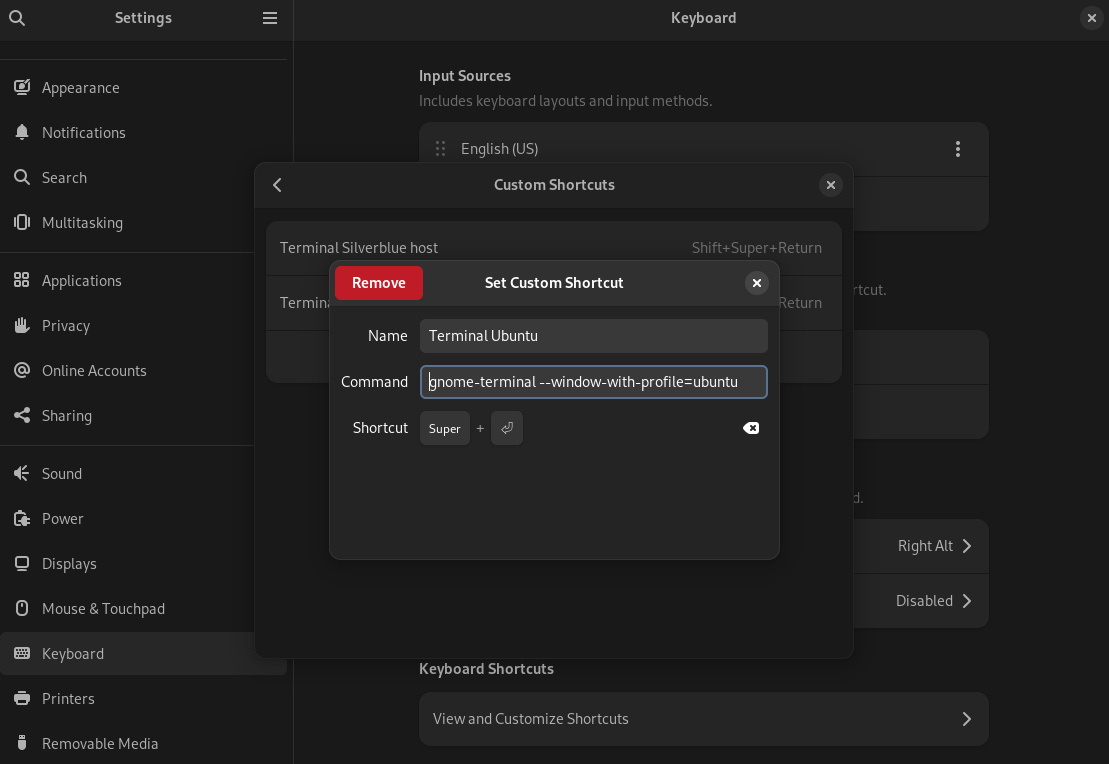 Settings
Keyboard
Appearance
Notifications
Search
Multitasking
Applications
Privacy
Online Accounts
Sharing
Sound
Power
Displays
Mouse & Touchpad
Keyboard
Printers
Removable Media
Input Sources
Includes keyboard layouts and input methods.
English (US)
rtcut.
d.
Right Alt
Disabled
Keyboard Shortcuts
View and Customize Shortcuts
Custom Shortcuts
Terminal Silverblue host Shift+Super+Return
Termina Return
Remove Set Custom Shortcut
Name Terminal Ubuntu
Command gnome-terminal --window-with-profile=ubuntu
Shortcut Super +